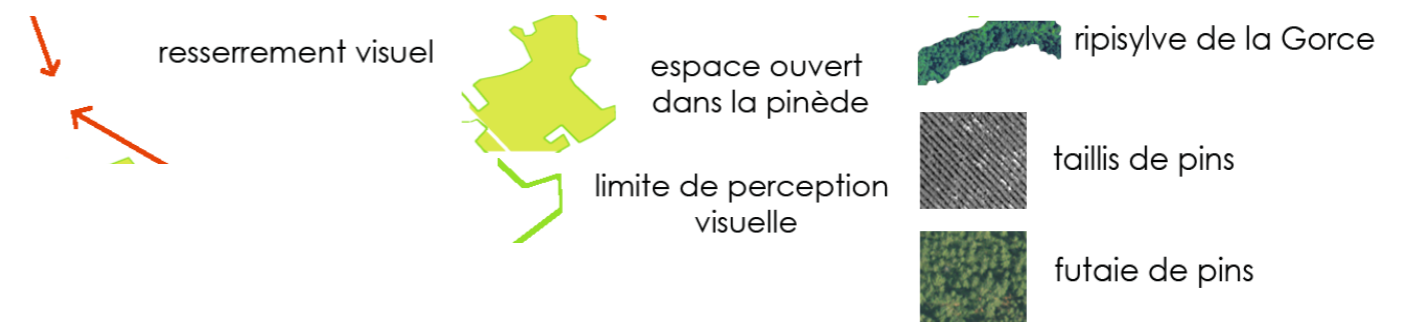 resserrement visuel
espace ouvert
dans la pinède
limite de perception
visuelle
ripisylve de la Gorce
taillis de pins
futaie de pins